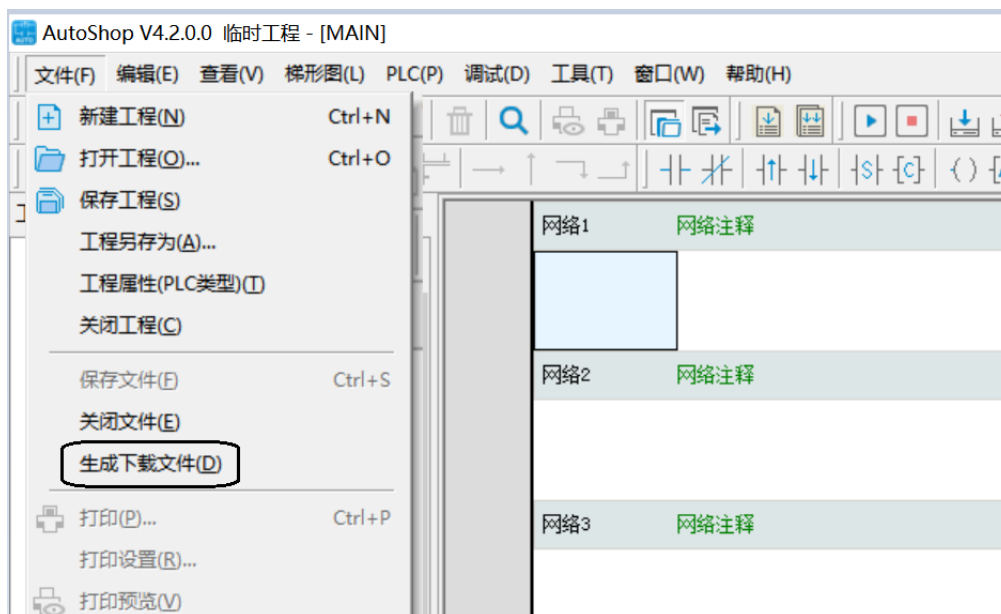 AutoShop V4.2.0.0 临时工程 - [MAIN]
文件(F) 编辑(E) 查看(V) 梯形图(L) PLC(P) 调试(D) 工具(T) 窗口(W) 帮助(H)
新建工程(N) Ctrl+N
打开工程(O)... Ctrl+O
保存工程(S)
工程另存为(A)...
工程属性(PLC类型)(T)
关闭工程(C)
保存文件(F) Ctrl+S
关闭文件(E)
生成下载文件(D)
打印(P)... Ctrl+P
打印设置(R)...
打印预览(V)
网络1 网络注释
网络2 网络注释
网络3 网络注释